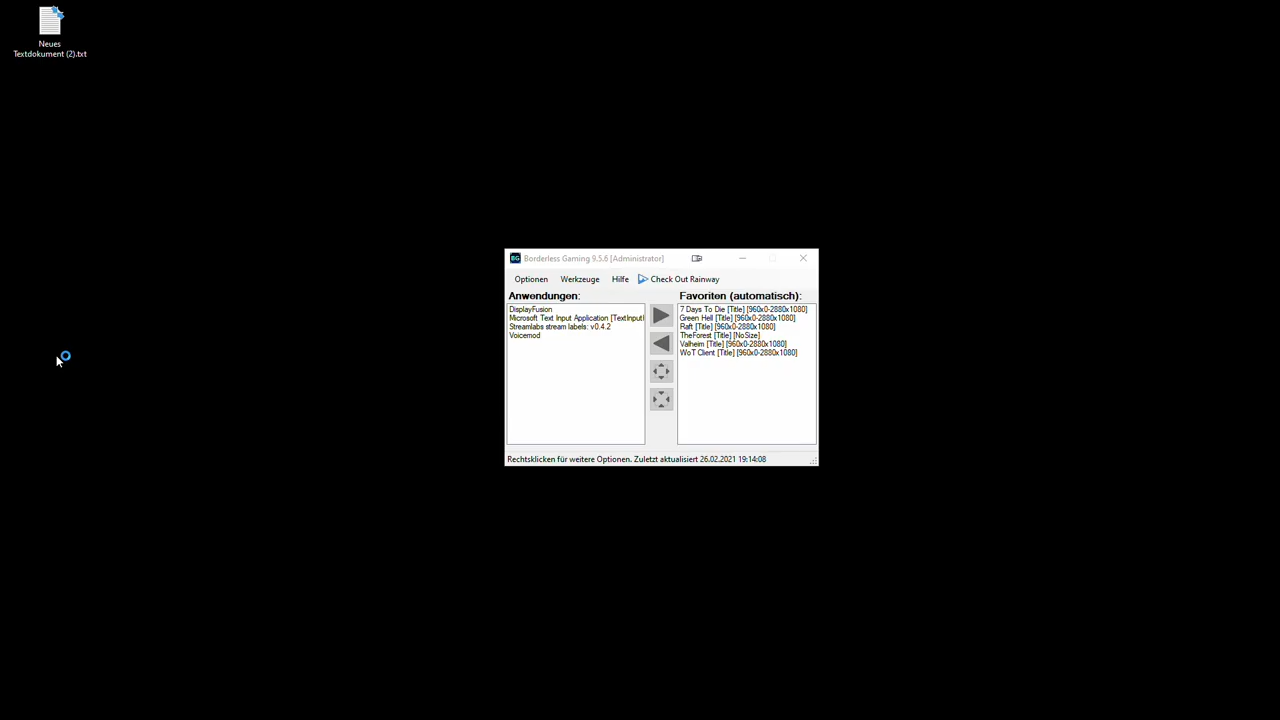 Neues
Textdokument (2).txt
BG
Borderless Gaming 9.5.6 [Administrator]
Optionen Werkzeuge Hilfe Check Out Rainway
Anwendungen:
DisplayFusion
Microsoft Text Input Application [TextInputI
Streamlabs stream labels: v0.4.2
Voicemod
Favoriten (automatisch):
7 Days To Die [Title] [960x0-2880x1080]
Green Hell [Title] [960x0-2880x1080]
Raft [Title] [960x0-2880x1080]
TheForest [Title] [NoSize]
Valheim [Title] [960x0-2880x1080]
WoT Client [Title] [960x0-2880x1080]
Rechtsklicken für weitere Optionen. Zuletzt aktualisiert 26.02.2021 19:14:08